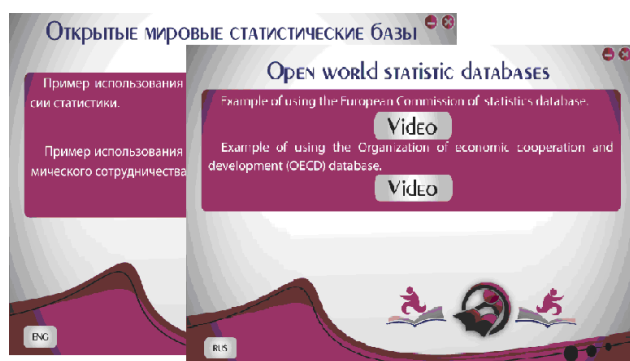 Открытые мировые статистические базы
Пример использования
сии статистики.
Пример использования
мического сотрудничества
ENG
Open world statistic databases
Example of using the European Commission of statistics database.
Video
Example of using the Organization of economic cooperation and
development (OECD) database.
Video
RUS